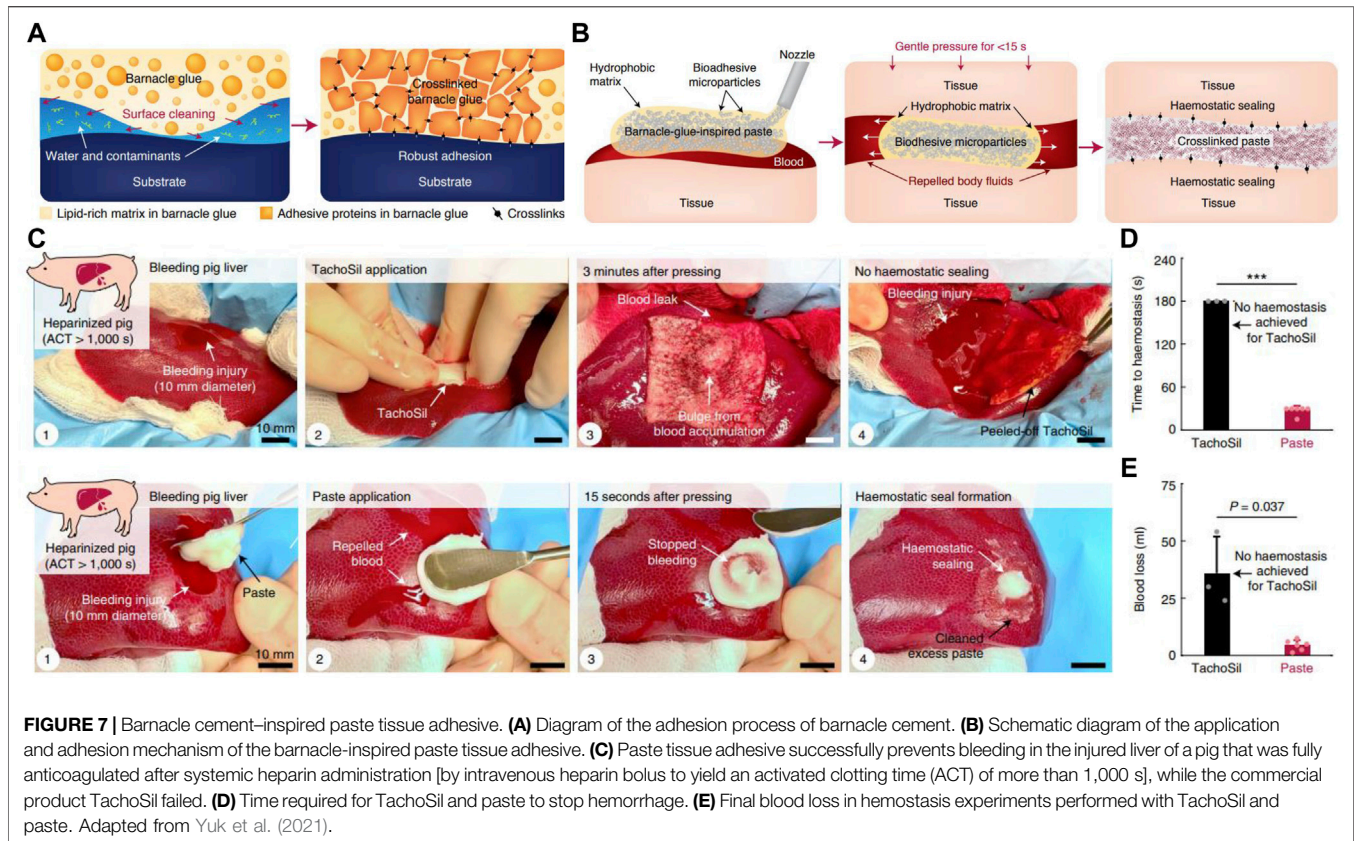 A
Barnacle glue
Surface cleaning
Water and contaminants
Substrate
Crosslinked
barnacle glue
Robust adhesion
Substrate
Lipid-rich matrix in barnacle glue
Adhesive proteins in barnacle glue
Crosslinks
B
Nozzle
Hydrophobic
matrix
Bioadhesive
microparticles
Barnacle-glue-inspired paste
Blood
Tissue
Gentle pressure for <15 s
Tissue
Hydrophobic matrix
Biodhesive microparticles
Repelled body fluids
Tissue
Tissue
Haemostatic sealing
Crosslinked paste
Haemostatic sealing
Tissue
C
Bleeding pig liver
Heparinized pig
(ACT > 1,000 s)
Bleeding injury
(10 mm diameter)
1
10 mm
TachoSil application
TachoSil
2
3 minutes after pressing
Blood leak
Bulge from
blood accumulation
3
No haemostatic sealing
Bleeding injury
Peeled-off TachoSil
4
Bleeding pig liver
Heparinized pig
(ACT > 1,000 s)
Paste
Bleeding injury
(10 mm diameter)
1
10 mm
Paste application
Repelled
blood
2
15 seconds after pressing
Stopped
bleeding
3
Haemostatic seal formation
Haemostatic
sealing
Cleaned
excess paste
4
D
Time to haemostasis (s)
240
180
120
60
0
***
No haemostasis
achieved
for TachoSil
TachoSil
Paste
E
Blood loss (ml)
75
50
25
0
P = 0.037
No haemostasis
achieved
for TachoSil
TachoSil
Paste
FIGURE 7 | Barnacle cement–inspired paste tissue adhesive. (A) Diagram of the adhesion process of barnacle cement. (B) Schematic diagram of the application
and adhesion mechanism of the barnacle-inspired paste tissue adhesive. (C) Paste tissue adhesive successfully prevents bleeding in the injured liver of a pig that was fully
anticoagulated after systemic heparin administration [by intravenous heparin bolus to yield an activated clotting time (ACT) of more than 1,000 s], while the commercial
product TachoSil failed. (D) Time required for TachoSil and paste to stop hemorrhage. (E) Final blood loss in hemostasis experiments performed with TachoSil and
paste. Adapted from Yuk et al. (2021).